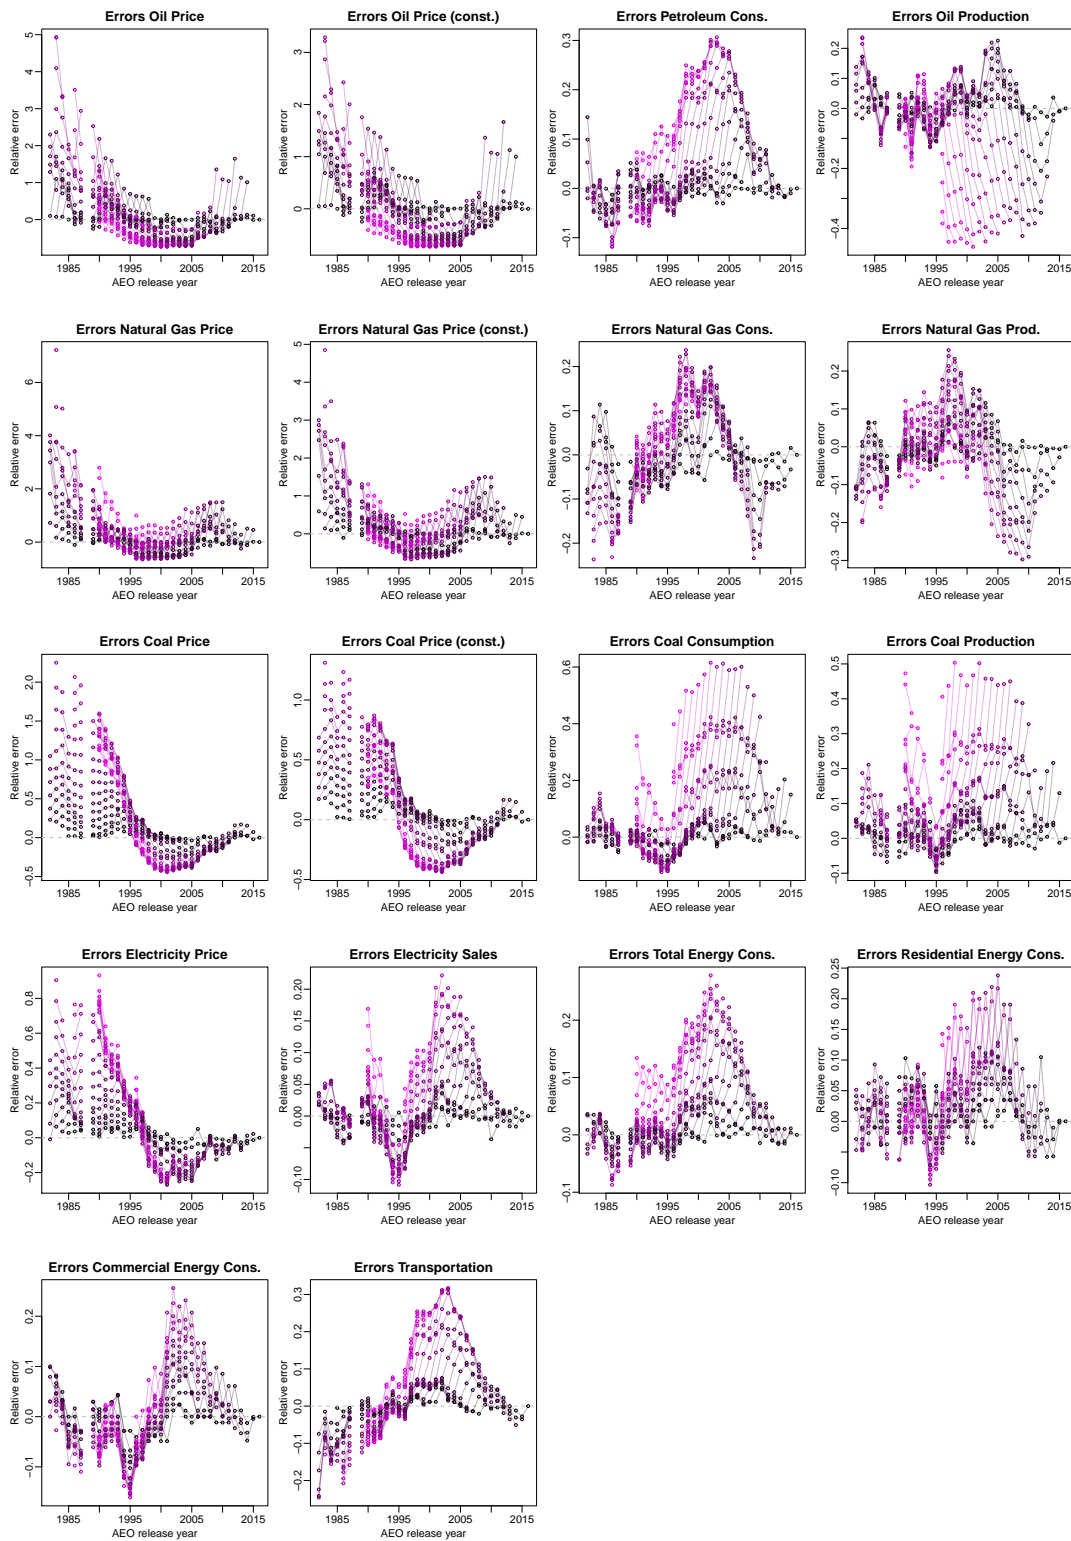 Errors Oil Price
Relative error
0 1 2 3 4 5
1985 1995 2005 2015
AEO release year
Errors Oil Price (const.)
Relative error
0 1 2 3
1985 1995 2005 2015
AEO release year
Errors Petroleum Cons.
Relative error
−0.1 0.0 0.1 0.2 0.3
1985 1995 2005 2015
AEO release year
Errors Oil Production
Relative error
−0.4 −0.2 0.0 0.1 0.2
1985 1995 2005 2015
AEO release year
Errors Natural Gas Price
Relative error
0 2 4 6
1985 1995 2005 2015
AEO release year
Errors Natural Gas Price (const.)
Relative error
0 1 2 3 4 5
1985 1995 2005 2015
AEO release year
Errors Natural Gas Cons.
Relative error
−0.2 −0.1 0.0 0.1 0.2
1985 1995 2005 2015
AEO release year
Errors Natural Gas Prod.
Relative error
−0.3 −0.2 −0.1 0.0 0.1 0.2
1985 1995 2005 2015
AEO release year
Errors Coal Price
Relative error
−0.5 0.0 0.5 1.0 1.5 2.0
1985 1995 2005 2015
AEO release year
Errors Coal Price (const.)
Relative error
−0.5 0.0 0.5 1.0
1985 1995 2005 2015
AEO release year
Errors Coal Consumption
Relative error
0.0 0.2 0.4 0.6
1985 1995 2005 2015
AEO release year
Errors Coal Production
Relative error
−0.1 0.0 0.1 0.2 0.3 0.4 0.5
1985 1995 2005 2015
AEO release year
Errors Electricity Price
Relative error
−0.2 0.0 0.2 0.4 0.6 0.8
1985 1995 2005 2015
AEO release year
Errors Electricity Sales
Relative error
−0.10 0.00 0.05 0.10 0.15 0.20
1985 1995 2005 2015
AEO release year
Errors Total Energy Cons.
Relative error
−0.1 0.0 0.1 0.2
1985 1995 2005 2015
AEO release year
Errors Residential Energy Cons.
Relative error
−0.10 0.00 0.05 0.10 0.15 0.20 0.25
1985 1995 2005 2015
AEO release year
Errors Commercial Energy Cons.
Relative error
−0.1 0.0 0.1 0.2
1985 1995 2005 2015
AEO release year
Errors Transportation
Relative error
−0.2 −0.1 0.0 0.1 0.2 0.3
1985 1995 2005 2015
AEO release year